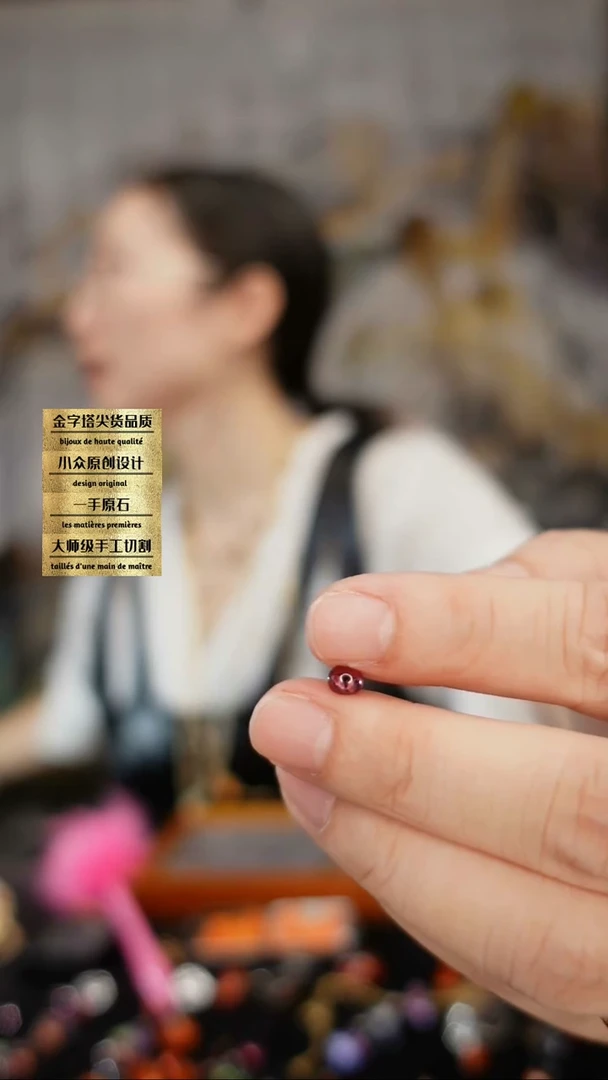 金字塔尖货品质
bijoux de haute qualité
小众原创设计
design original
一手原石
les matières premières
大师级手工切割
taillés d'une main de maître